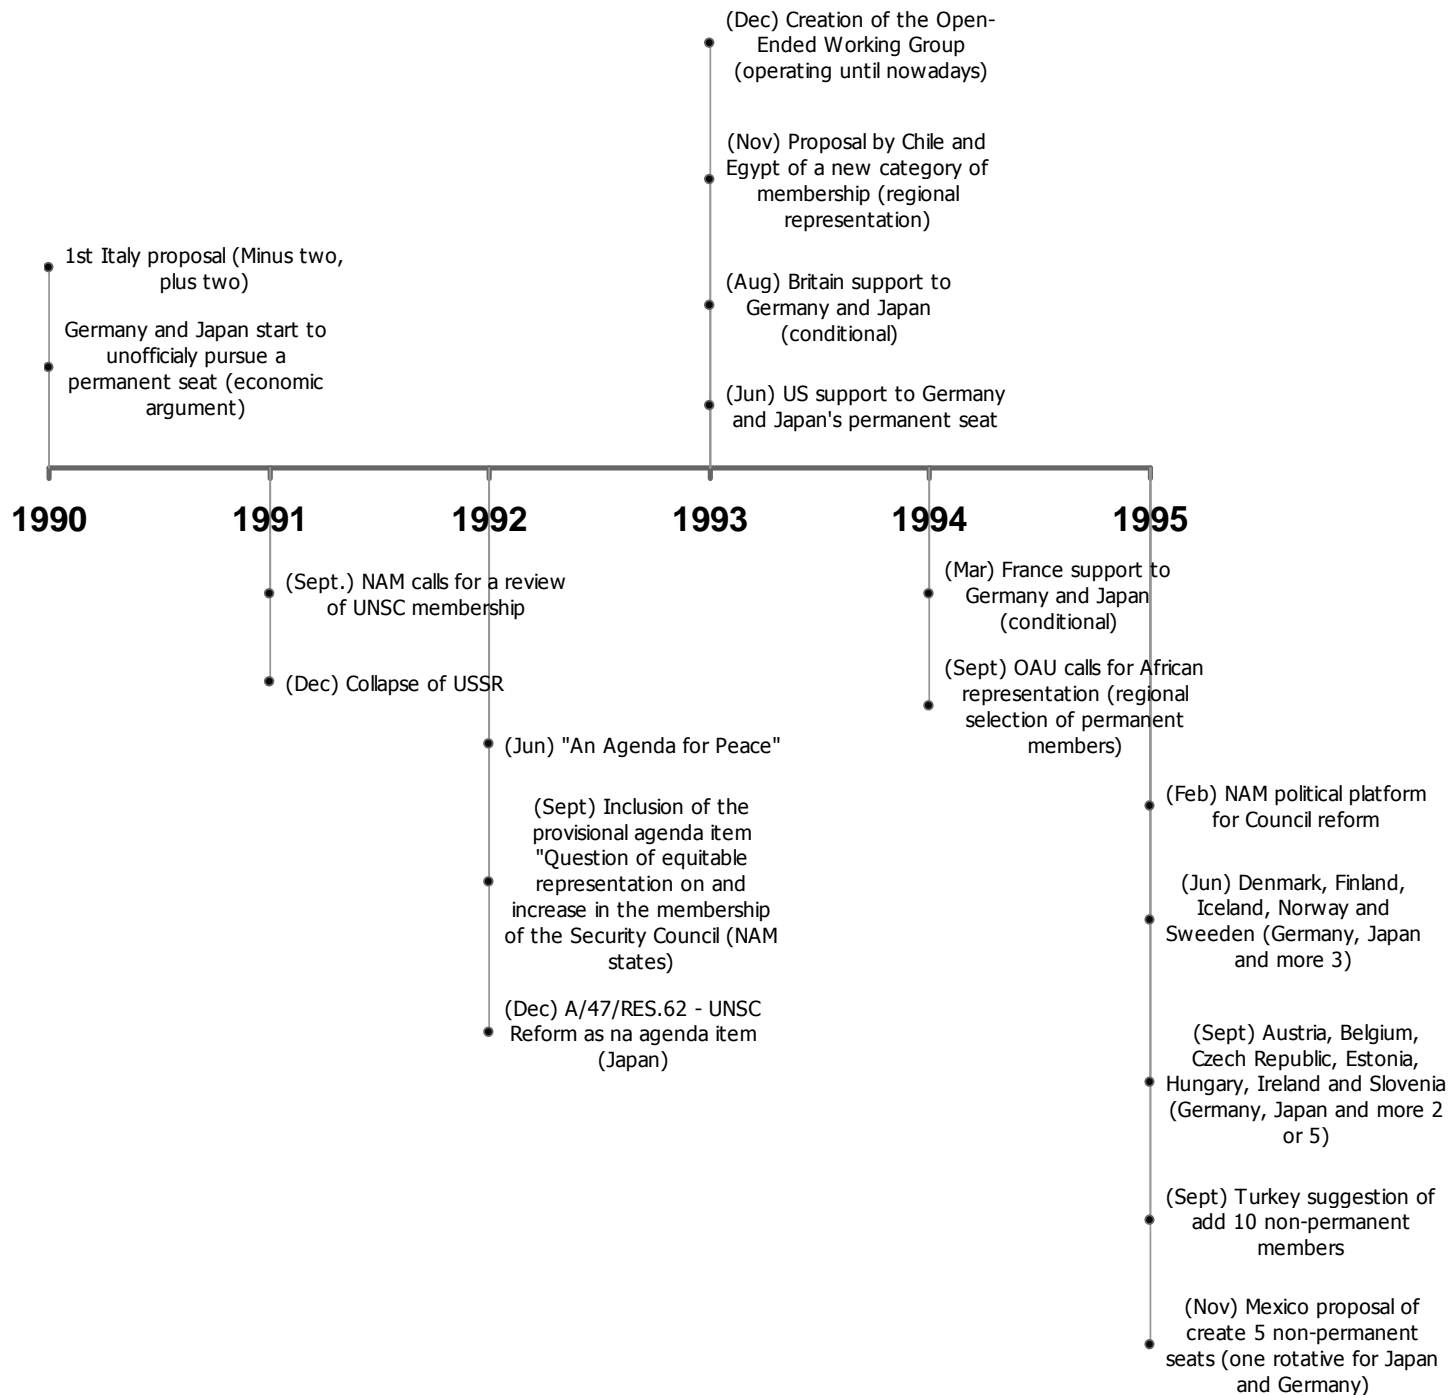 (Dec) Creation of the Open-
Ended Working Group
(operating until nowadays)
(Nov) Proposal by Chile and
Egypt of a new category of
membership (regional
representation)
1st Italy proposal (Minus two,
plus two)
(Aug) Britain support to
Germany and Japan
(conditional)
Germany and Japan start to
unofficialy pursue a
permanent seat (economic
argument)
(Jun) US support to Germany
and Japan's permanent seat
1990
1991
1992
1993
1994
1995
(Sept.) NAM calls for a review
of UNSC membership
(Dec) Collapse of USSR
(Jun) "An Agenda for Peace"
(Sept) Inclusion of the
provisional agenda item
"Question of equitable
representation on and
increase in the membership
of the Security Council (NAM
states)
(Dec) A/47/RES.62 - UNSC
Reform as na agenda item
(Japan)
(Mar) France support to
Germany and Japan
(conditional)
(Sept) OAU calls for African
representation (regional
selection of permanent
members)
(Feb) NAM political platform
for Council reform
(Jun) Denmark, Finland,
Iceland, Norway and
Sweeden (Germany, Japan
and more 3)
(Sept) Austria, Belgium,
Czech Republic, Estonia,
Hungary, Ireland and Slovenia
(Germany, Japan and more 2
or 5)
(Sept) Turkey suggestion of
add 10 non-permanent
members
(Nov) Mexico proposal of
create 5 non-permanent
seats (one rotative for Japan
and Germany)